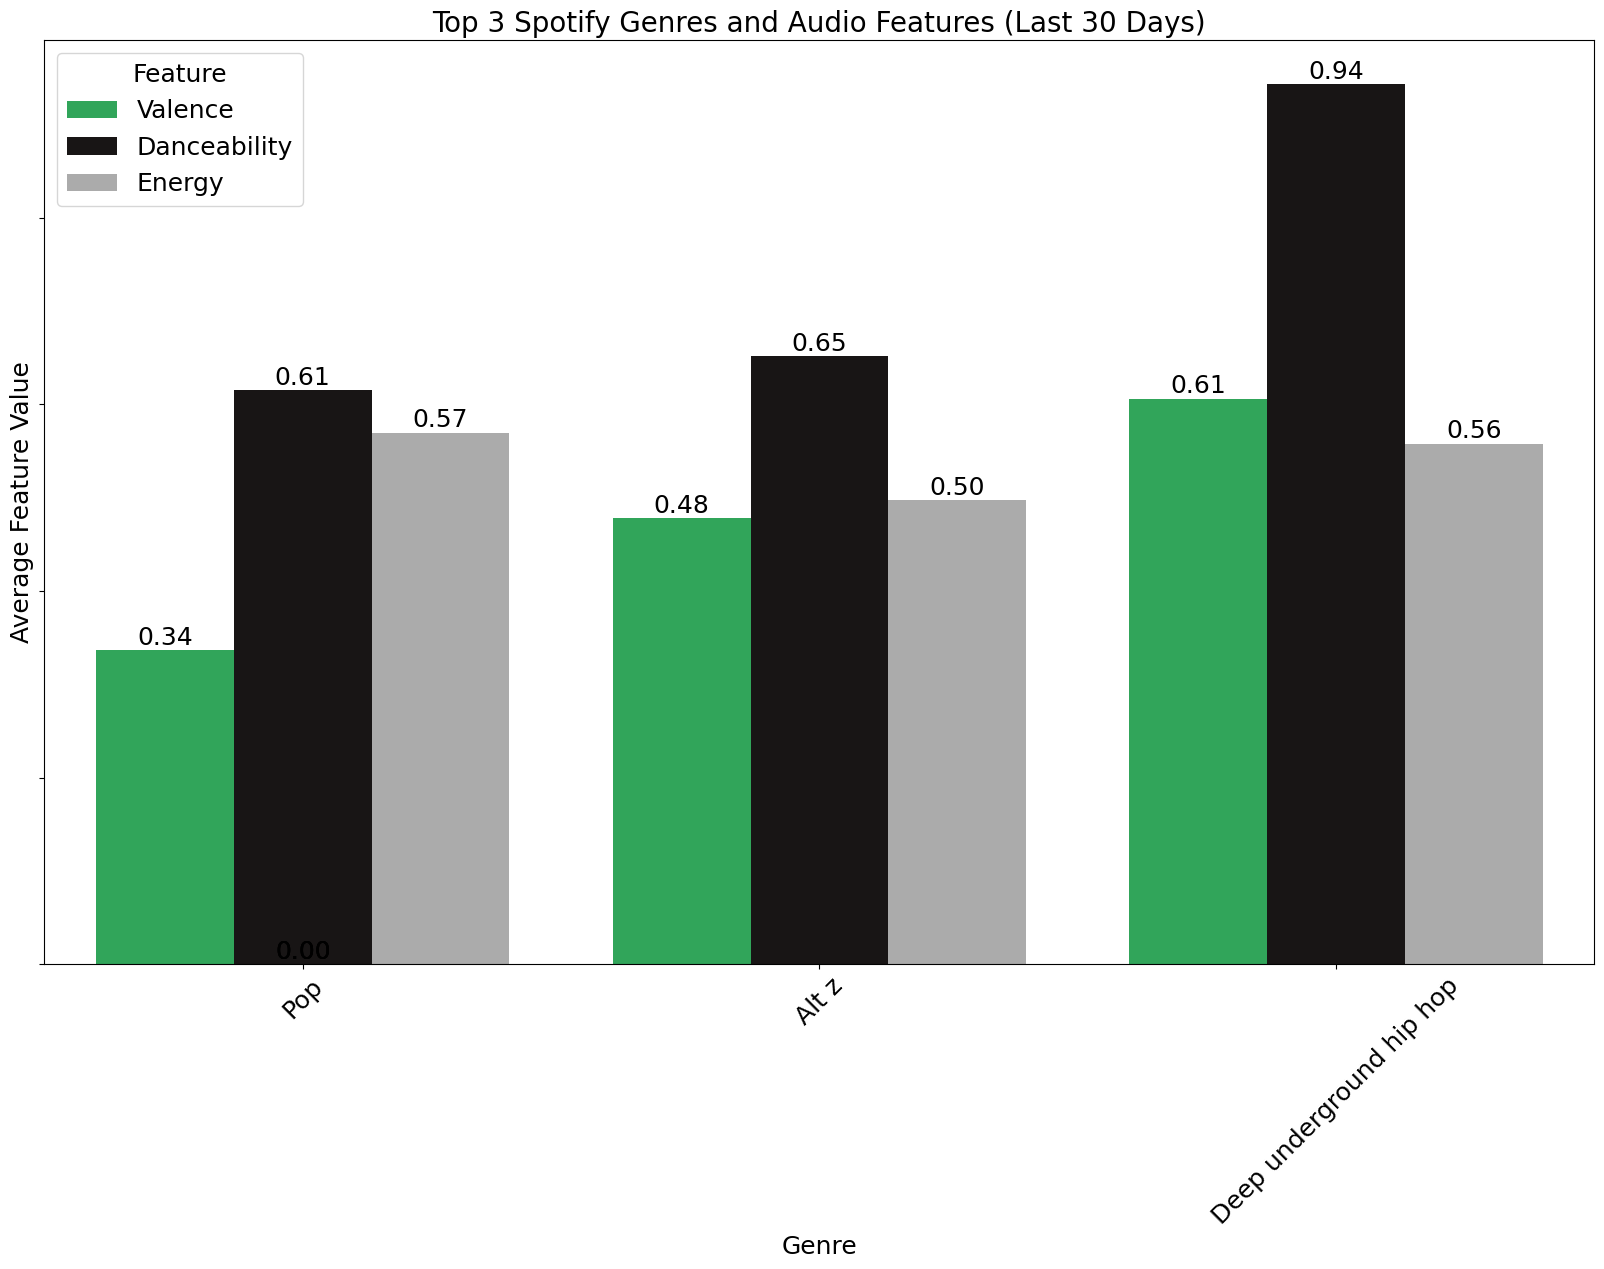 Top 3 Spotify Genres and Audio Features (Last 30 Days)
Feature
Valence
Danceability
Energy
Average Feature Value
0.34
0.61
0.57
0.00
0.48
0.65
0.50
0.61
0.94
0.56
Pop
Alt z
Deep underground hip hop
Genre